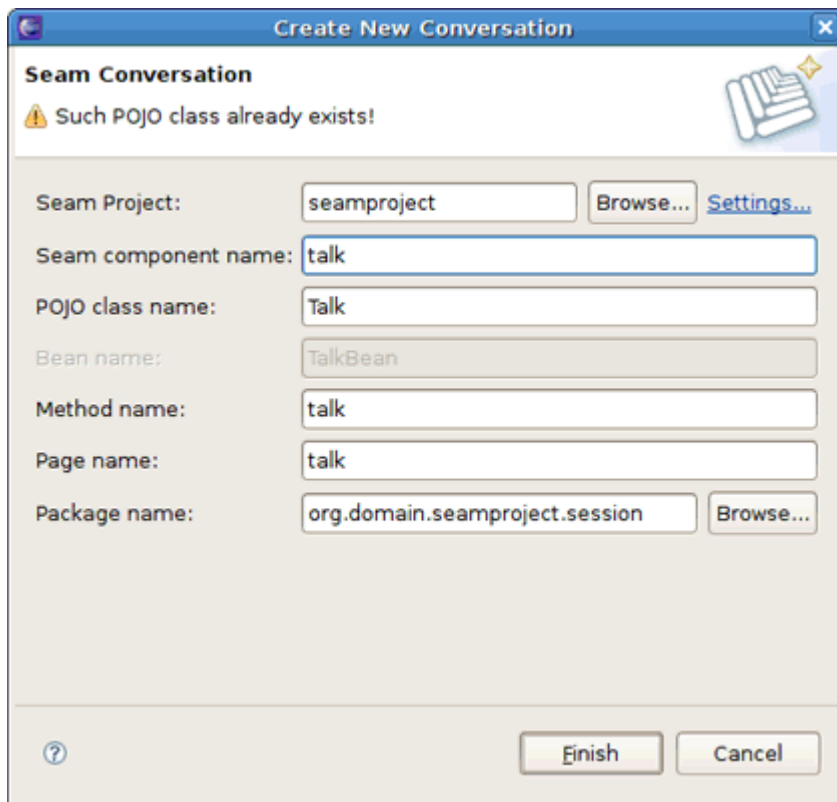 Create New Conversation
Seam Conversation
Such POJO class already exists!
Seam Project: seamproject Browse... Settings...
Seam component name: talk
POJO class name: Talk
Bean name: TalkBean
Method name: talk
Page name: talk
Package name: org.domain.seamproject.session Browse...
Finish Cancel